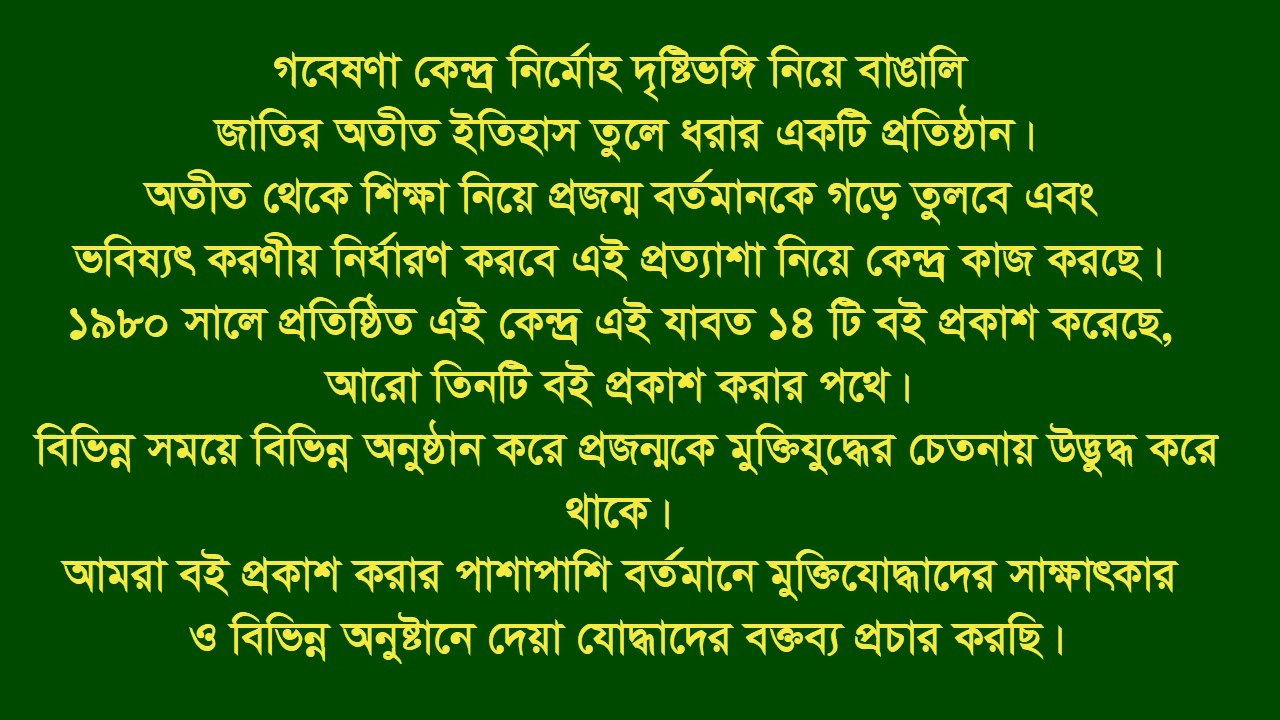 গবেষণা কেন্দ্র নির্মোহ দৃষ্টিভঙ্গি নিয়ে বাঙালি
জাতির অতীত ইতিহাস তুলে ধরার একটি প্রতিষ্ঠান।
অতীত থেকে শিক্ষা নিয়ে প্রজন্ম বর্তমানকে গড়ে তুলবে এবং
ভবিষ্যৎ করণীয় নির্ধারণ করবে এই প্রত্যাশা নিয়ে কেন্দ্র কাজ করছে।
১৯৮০ সালে প্রতিষ্ঠিত এই কেন্দ্র এই যাবত ১৪ টি বই প্রকাশ করেছে,
আরো তিনটি বই প্রকাশ করার পথে।
বিভিন্ন সময়ে বিভিন্ন অনুষ্ঠান করে প্রজন্মকে মুক্তিযুদ্ধের চেতনায় উদ্ভুদ্ধ করে
থাকে।
আমরা বই প্রকাশ করার পাশাপাশি বর্তমানে মুক্তিযোদ্ধাদের সাক্ষাৎকার
ও বিভিন্ন অনুষ্টানে দেয়া যোদ্ধাদের বক্তব্য প্রচার করছি।